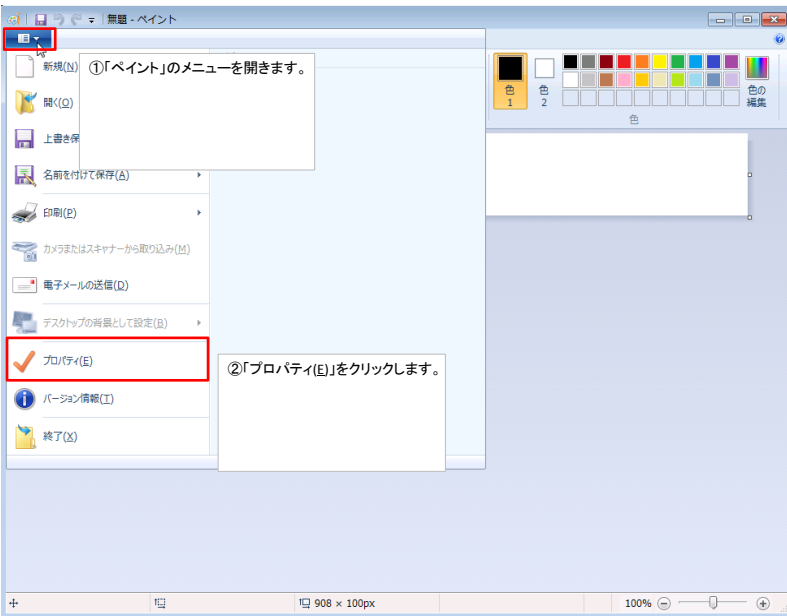 無題 - ペイント
新規(N)
①「ペイント」のメニューを開きます。
開く(O)
上書き保
名前を付けて保存(A)
印刷(P)
カメラまたはスキャナーから取り込み(M)
電子メールの送信(D)
デスクトップの背景として設定(B)
プロパティ(E)
②「プロパティ(E)」をクリックします。
バージョン情報(T)
終了(X)
色
1
色
2
色の
編集
色
908 × 100px
100%